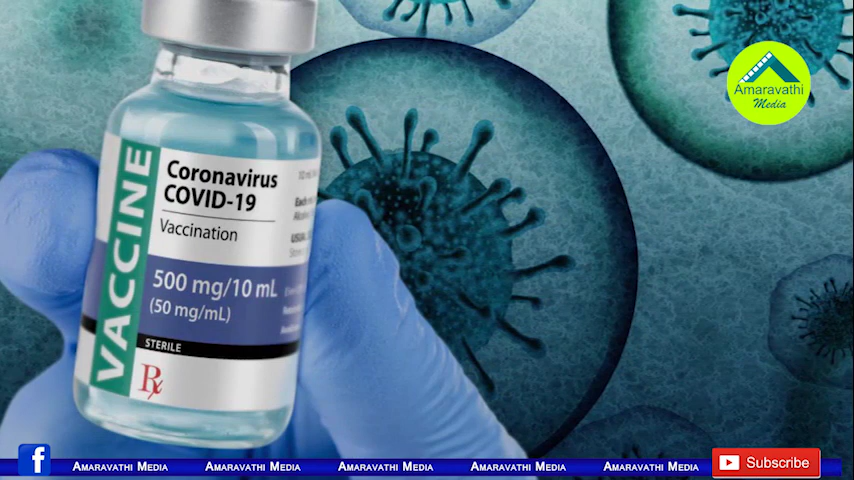 Amaravathi
Media
VACCINE
Coronavirus
COVID-19
Vaccination
500 mg/10 mL
(50 mg/mL)
STERILE
Rx
f
AMARAVATHI MEDIA AMARAVATHI MEDIA AMARAVATHI MEDIA AMARAVATHI MEDIA AMARAVATHI MEDIA
Subscribe